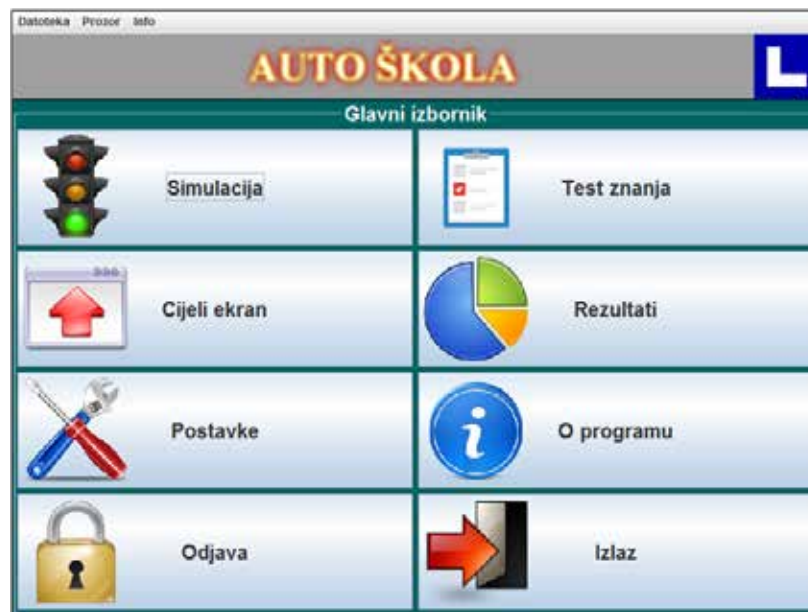 Datoteka Prozor Info
AUTO ŠKOLA
L
Glavni izbornik
Simulacija
Test znanja
Cijeli ekran
Rezultati
Postavke
O programu
Odjava
Izlaz